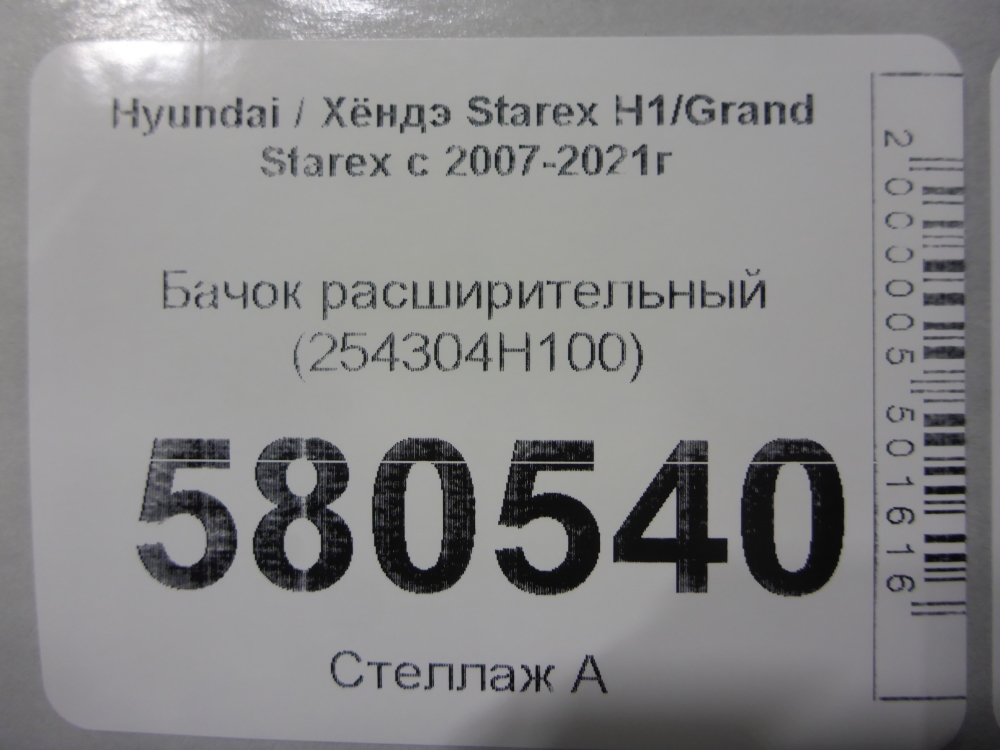 Hyundai / Хёндэ Starex H1/Grand
Starex с 2007-2021г
Бачок расширительный
(254304H100)
580540
Стеллаж А
2000005501616